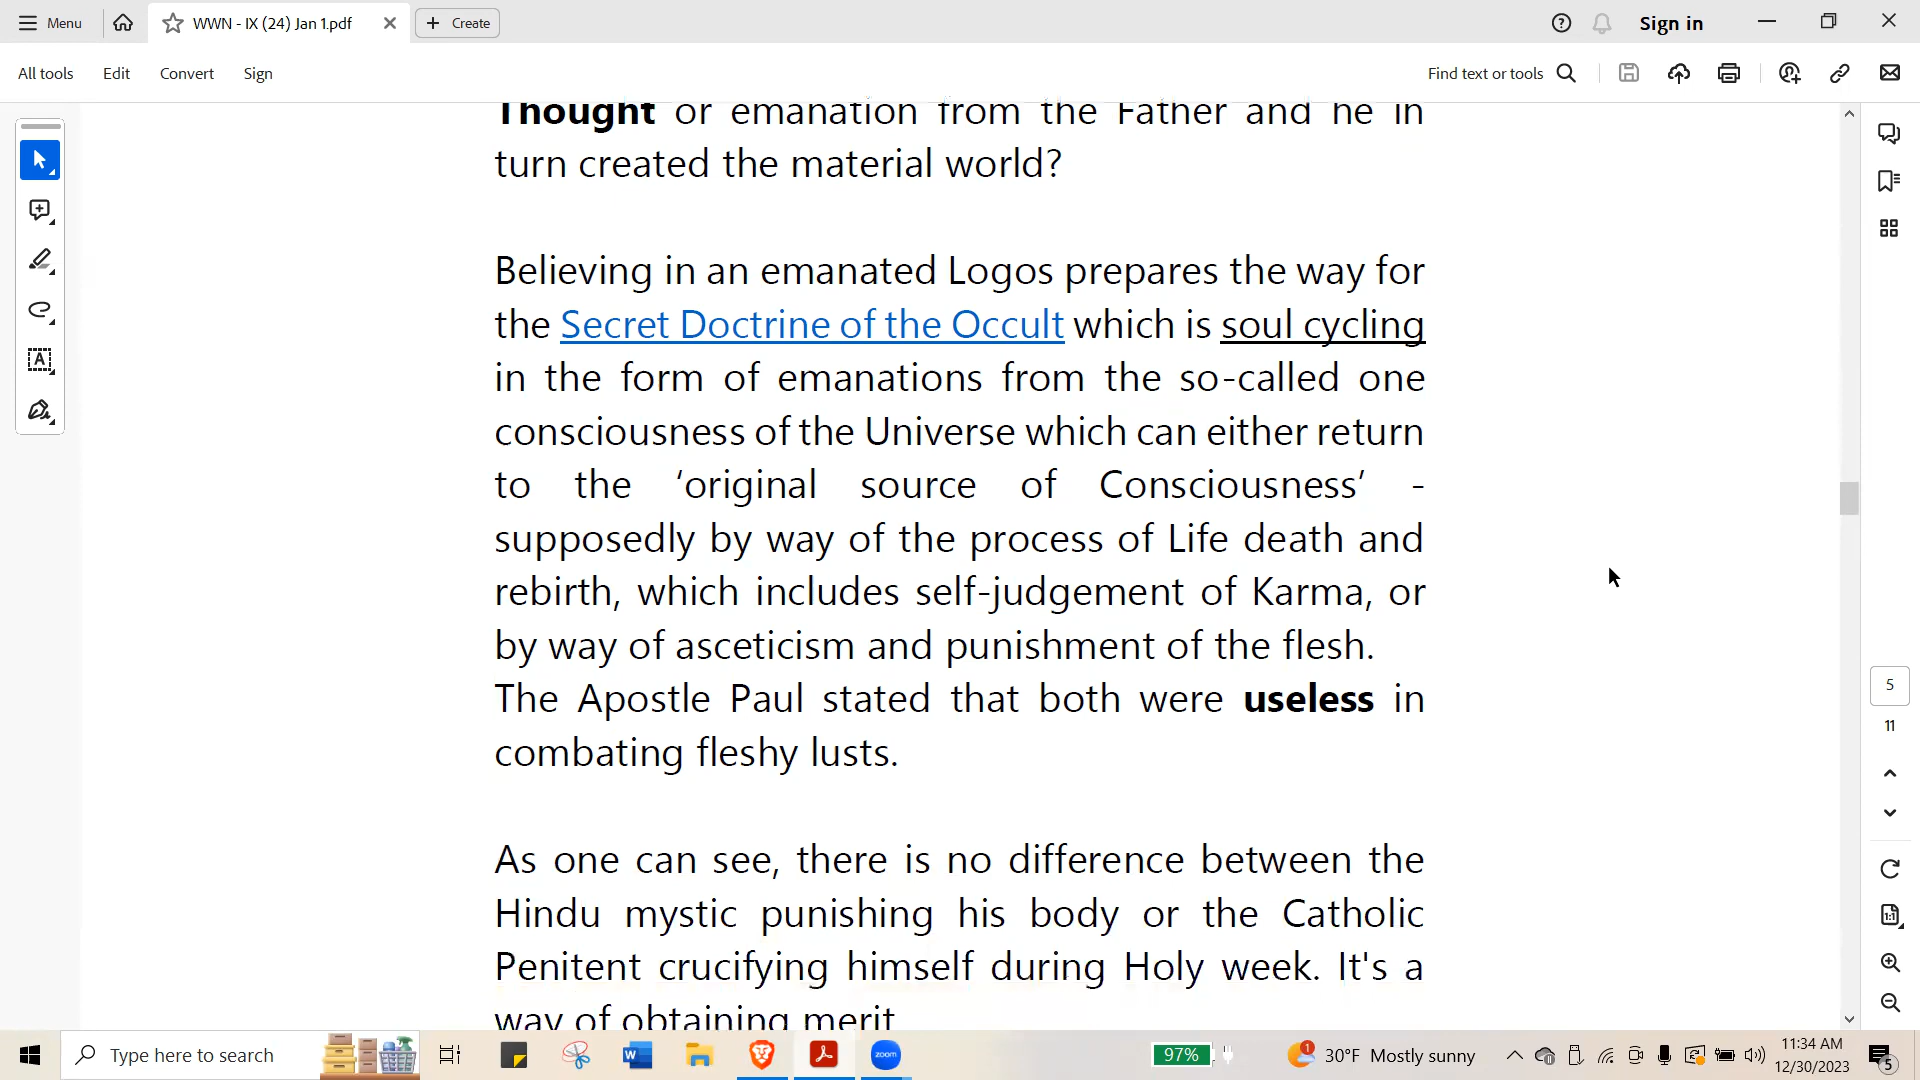 Menu
WWN - IX (24) Jan 1.pdf
Create
Sign in
All tools
Edit
Convert
Sign
Find text or tools
Thought or emanation from the Father and he in
turn created the material world?
Believing in an emanated Logos prepares the way for
the Secret Doctrine of the Occult which is soul cycling
in the form of emanations from the so-called one
consciousness of the Universe which can either return
to the ‘original source of Consciousness’ -
supposedly by way of the process of Life death and
rebirth, which includes self-judgement of Karma, or
by way of asceticism and punishment of the flesh.
The Apostle Paul stated that both were useless in
combating fleshy lusts.
As one can see, there is no difference between the
Hindu mystic punishing his body or the Catholic
Penitent crucifying himself during Holy week. It's a
way of obtaining merit
5
11
Type here to search
zoom
97%
1
30°F Mostly sunny
11:34 AM
12/30/2023
5